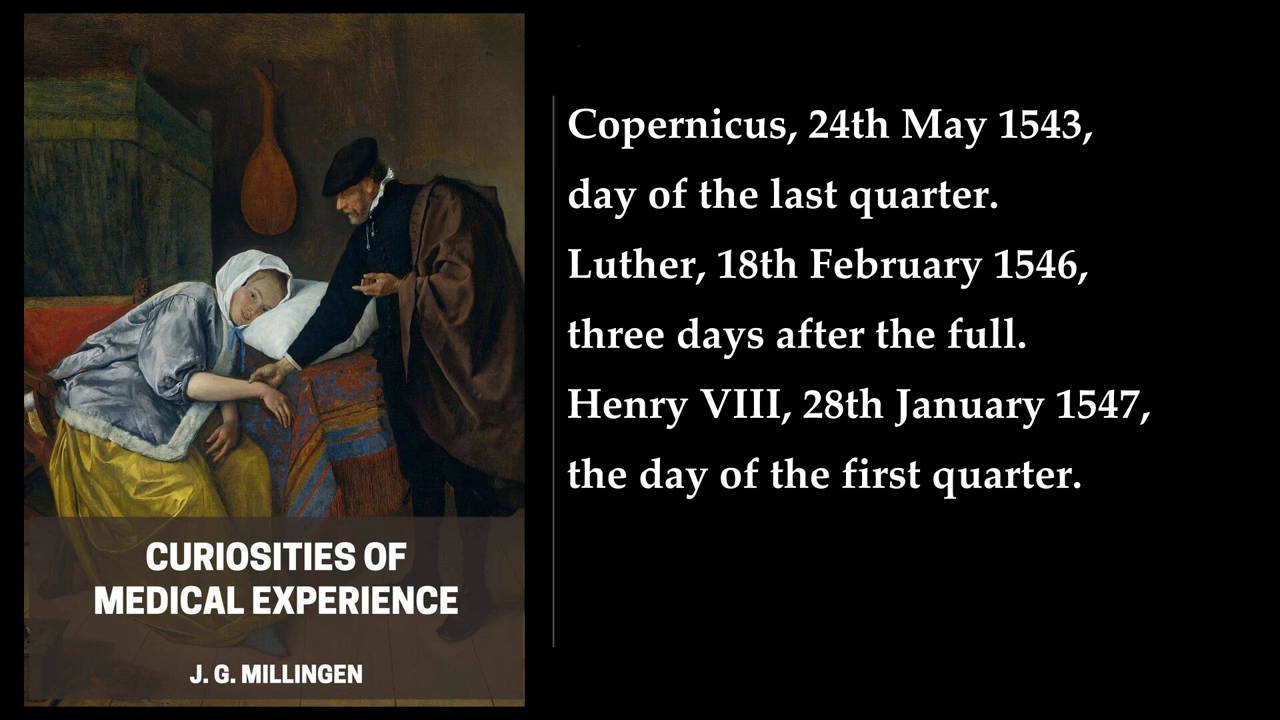 Copernicus, 24th May 1543,
day of the last quarter.
Luther, 18th February 1546,
three days after the full.
Henry VIII, 28th January 1547,
the day of the first quarter.
CURIOSITIES OF
MEDICAL EXPERIENCE
J. G. MILLINGEN